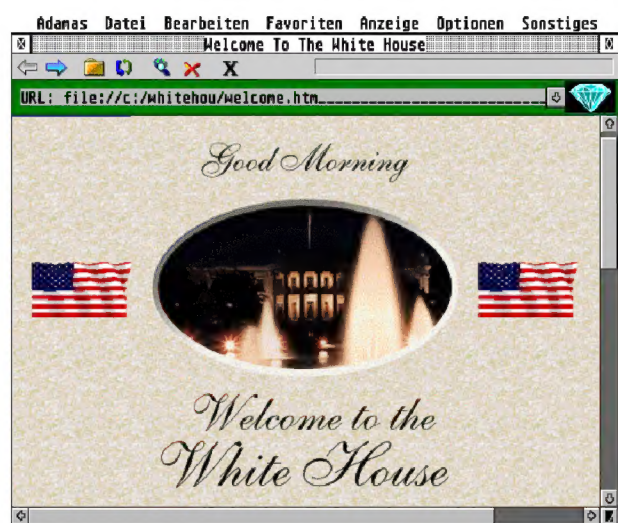 Adamas Datei Bearbeiten Favoriten Anzeige Optionen Sonstiges
Welcome To The White House
X
URL: file://c:/whitehou/welcome.htm
Good Morning
Welcome to the
White House